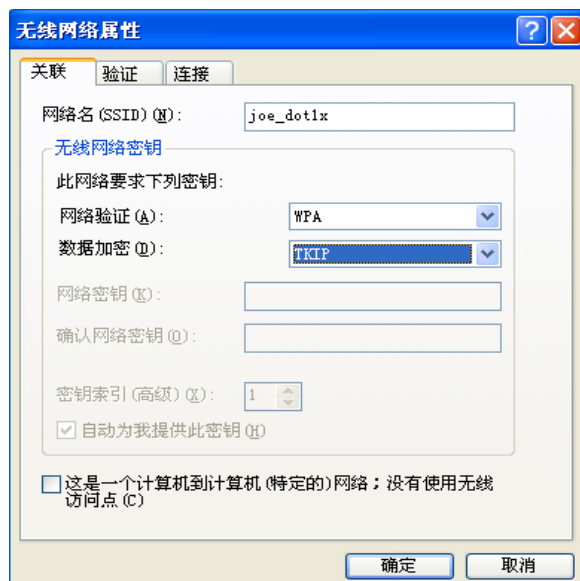 无线网络属性
关联 验证 连接
网络名(SSID)(N): joe_dot1x
无线网络密钥
此网络要求下列密钥:
网络验证(A): WPA
数据加密(D): TKIP
网络密钥(K):
确认网络密钥(O):
密钥索引(高级)(X): 1
自动为我提供此密钥(H)
这是一个计算机到计算机(特定的)网络；没有使用无线
访问点(C)
确定 取消